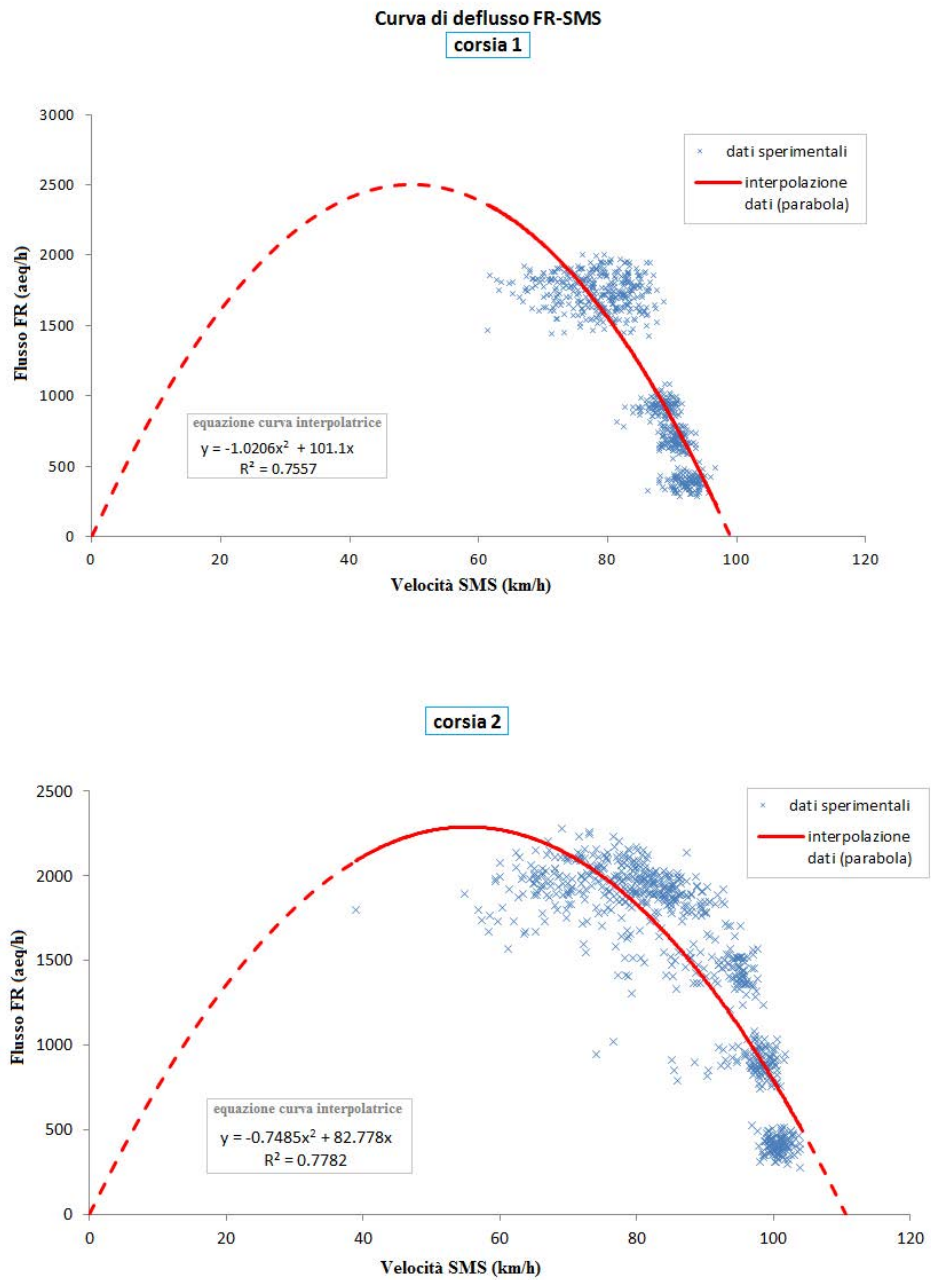 Curva di deflusso FR-SMS
corsia 1
3000
2500
2000
1500
1000
500
0
Flusso FR (aeq/h)
dati sperimentali
interpolazione
dati (parabola)
equazione curva interpolatrice
y = -1.0206x² + 101.1x
R² = 0.7557
0 20 40 60 80 100 120
Velocità SMS (km/h)
corsia 2
2500
2000
1500
1000
500
0
Flusso FR (aeq/h)
dati sperimentali
interpolazione
dati (parabola)
equazione curva interpolatrice
y = -0.7485x² + 82.778x
R² = 0.7782
0 20 40 60 80 100 120
Velocità SMS (km/h)